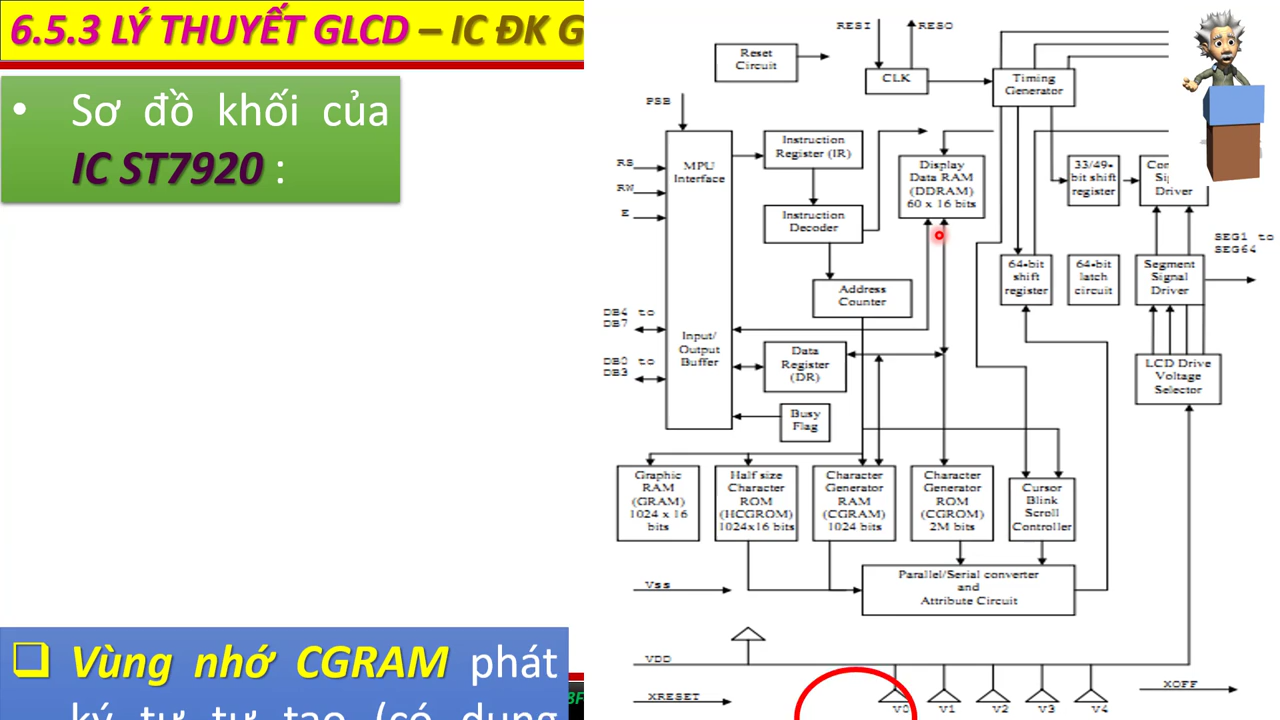 6.5.3 LÝ THUYẾT GLCD – IC ĐK G
• Sơ đồ khối của
IC ST7920 :
❑ Vùng nhớ CGRAM phát
ký tự tự tạo (có dung
RESI
RESO
Reset
Circuit
CLK
Timing
Generator
PSB
MPU
Interface
RS
RW
E
DB4 to
DB7
DB0 to
DB3
Input/
Output
Buffer
Instruction
Register (IR)
Instruction
Decoder
Address
Counter
Data
Register
(DR)
Busy
Flag
Display
Data RAM
(DDRAM)
60 x 16 bits
33/49-
bit shift
register
Driver
64-bit
shift
register
64-bit
latch
circuit
Segment
Signal
Driver
SEG1 to
SEG64
LCD Drive
Voltage
Selector
Graphic
RAM
(GRAM)
1024 x 16
bits
Half size
Character
ROM
(HCGROM)
1024x16 bits
Character
Generator
RAM
(CGRAM)
1024 bits
Character
Generator
ROM
(CGROM)
2M bits
Cursor
Blink
Scroll
Controller
Parallel/Serial converter
and
Attribute Circuit
Vss
VDD
XRESET
V0
V1
V2
V3
V4
XOFF